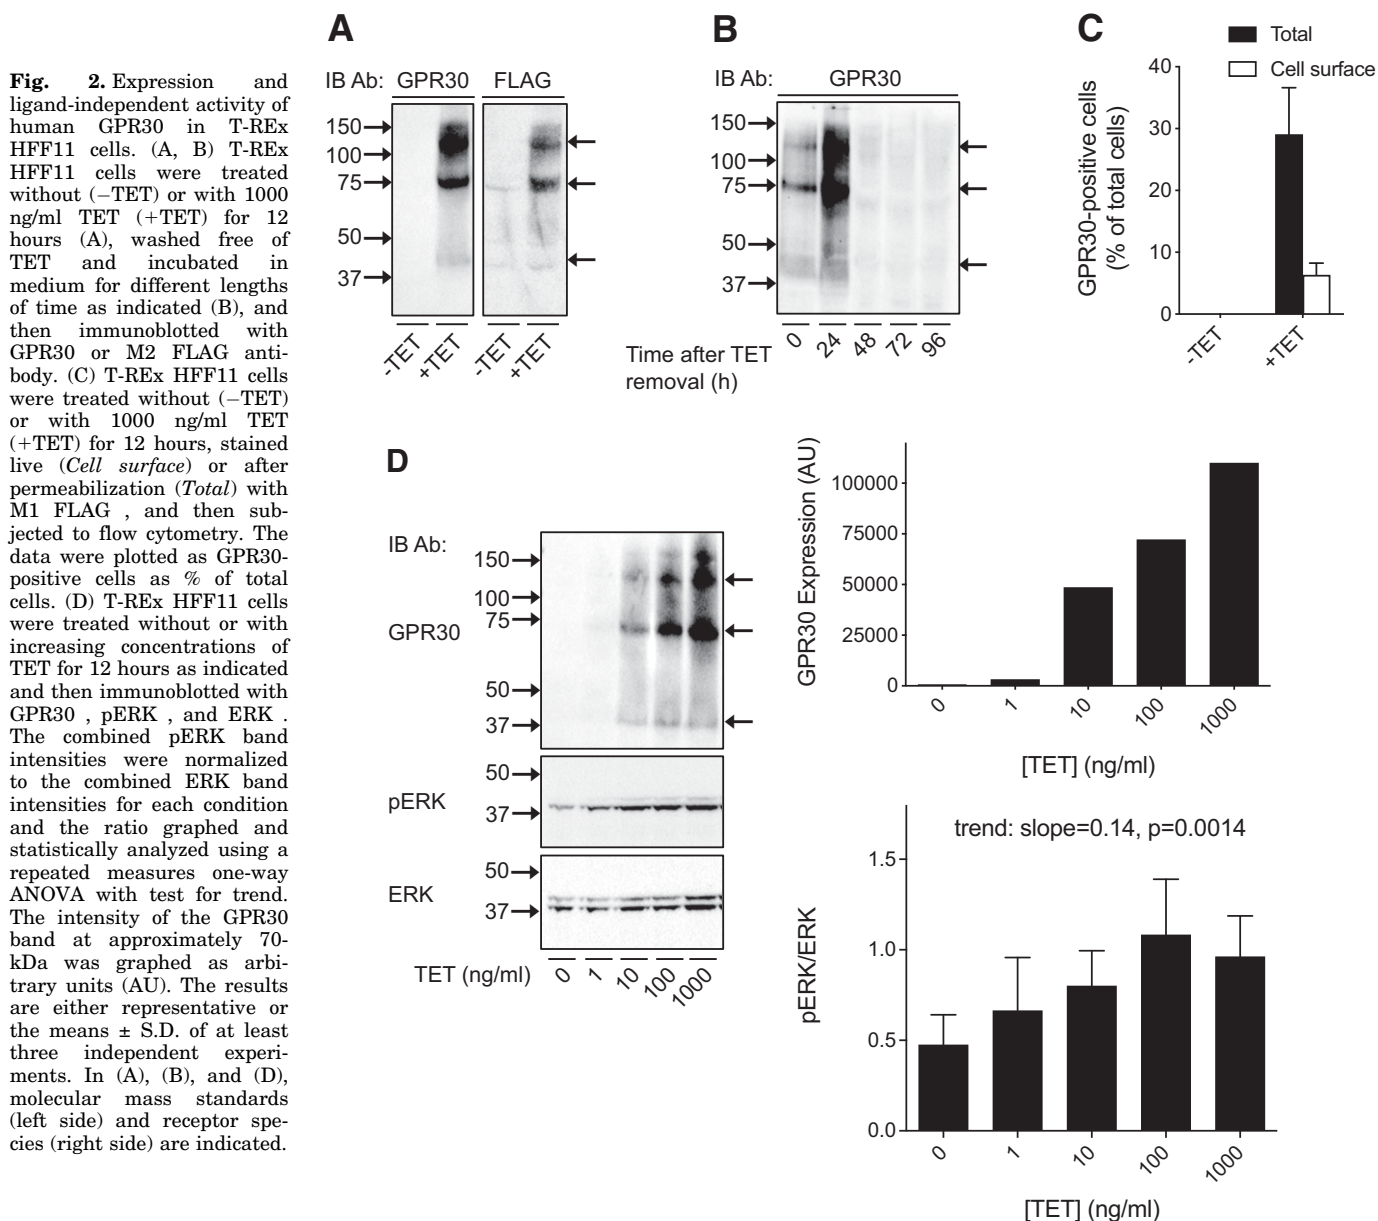 Fig. 2. Expression and
ligand-independent activity of
human GPR30 in T-REx
HFF11 cells. (A, B) T-REx
HFF11 cells were treated
without (−TET) or with 1000
ng/ml TET (+TET) for 12
hours (A), washed free of
TET and incubated in
medium for different lengths
of time as indicated (B), and
then immunoblotted with
GPR30 or M2 FLAG anti-
body. (C) T-REx HFF11 cells
were treated without (−TET)
or with 1000 ng/ml TET
(+TET) for 12 hours, stained
live (Cell surface) or after
permeabilization (Total) with
M1 FLAG , and then sub-
jected to flow cytometry. The
data were plotted as GPR30-
positive cells as % of total
cells. (D) T-REx HFF11 cells
were treated without or with
increasing concentrations of
TET for 12 hours as indicated
and then immunoblotted with
GPR30 , pERK , and ERK .
The combined pERK band
intensities were normalized
to the combined ERK band
intensities for each condition
and the ratio graphed and
statistically analyzed using a
repeated measures one-way
ANOVA with test for trend.
The intensity of the GPR30
band at approximately 70-
kDa was graphed as arbi-
trary units (AU). The results
are either representative or
the means ± S.D. of at least
three independent experi-
ments. In (A), (B), and (D),
molecular mass standards
(left side) and receptor spe-
cies (right side) are indicated.
A
IB Ab: GPR30 FLAG
150
100
75
50
37
-TET +TET -TET +TET
B
IB Ab: GPR30
150
100
75
50
37
0 24 48 72 96
Time after TET
removal (h)
C
Total
Cell surface
GPR30-positive cells
(% of total cells)
40
30
20
10
0
-TET +TET
D
IB Ab:
GPR30
150
100
75
50
37
pERK
50
37
ERK
50
37
TET (ng/ml) 0 1 10 100 1000
GPR30 Expression (AU)
100000
75000
50000
25000
0
0 1 10 100 1000
[TET] (ng/ml)
trend: slope=0.14, p=0.0014
pERK/ERK
1.5
1.0
0.5
0.0
0 1 10 100 1000
[TET] (ng/ml)